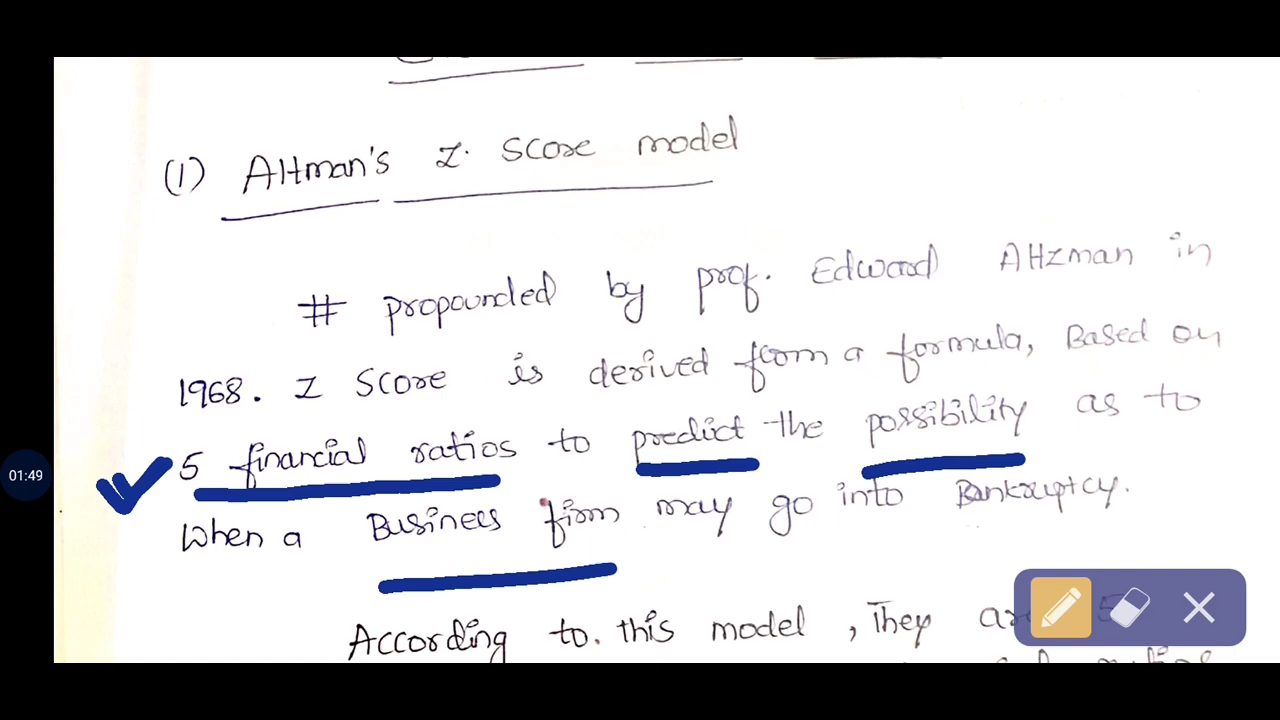 (1) Altman's Z. Score model
# propounded by prof. Edward Altzman in
1968. Z Score is derived from a formula, Based on
5 financial ratios to predict the possibility as to
When a Business firm may go into Bankruptcy.
According to. this model, They are 5
01:49